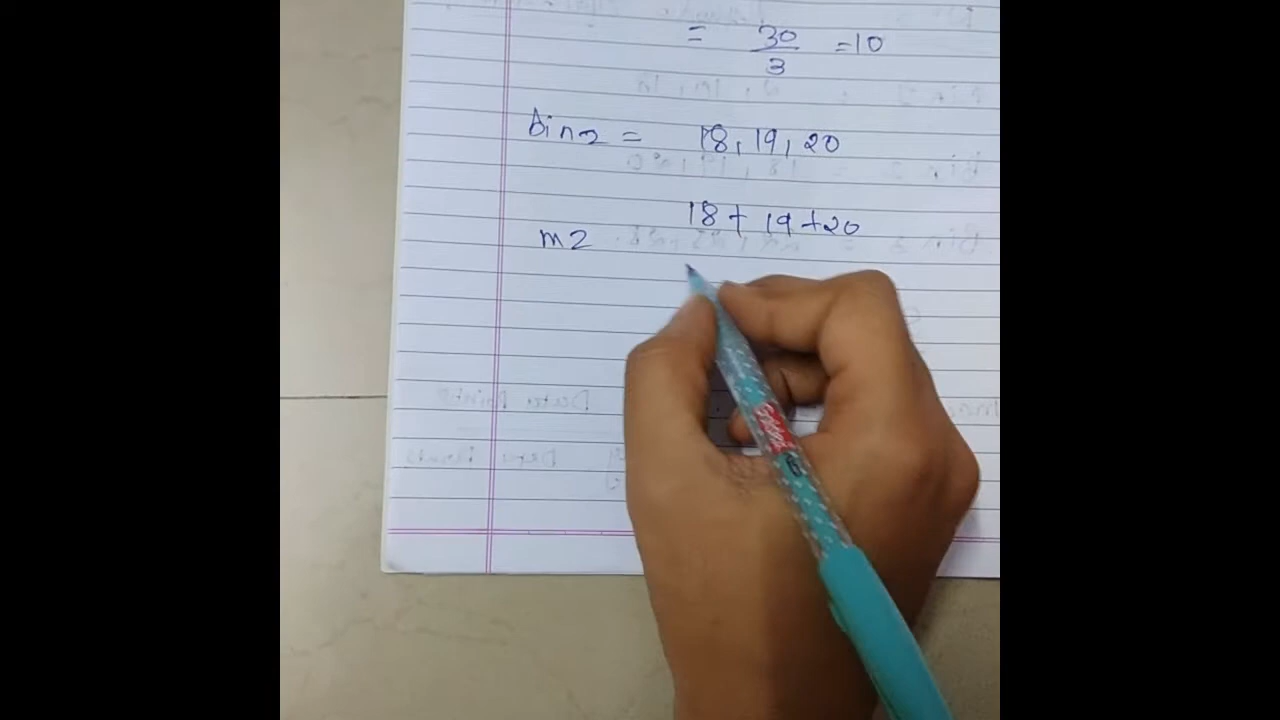 = 30/3 =10
Bin2 = 18, 19, 20
m2 18 + 19 + 20